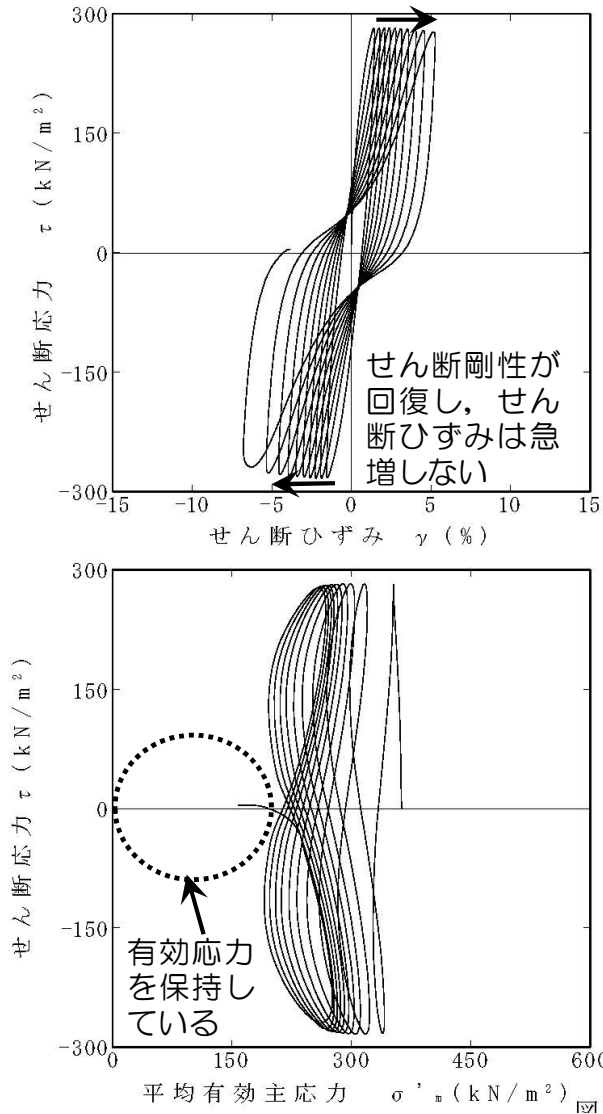 300
150
0
-150
-300
せん断応力 τ (kN/m²)
せん断剛性が
回復し，せん
断ひずみは急
増しない
-15
-10
-5
0
5
10
15
せん断ひずみ γ (%)
300
150
0
-150
-300
せん断応力 τ (kN/m²)
有効応力
を保持し
ている
0
150
300
450
600
平均有効主応力 σ'ₘ (kN/m²)
図